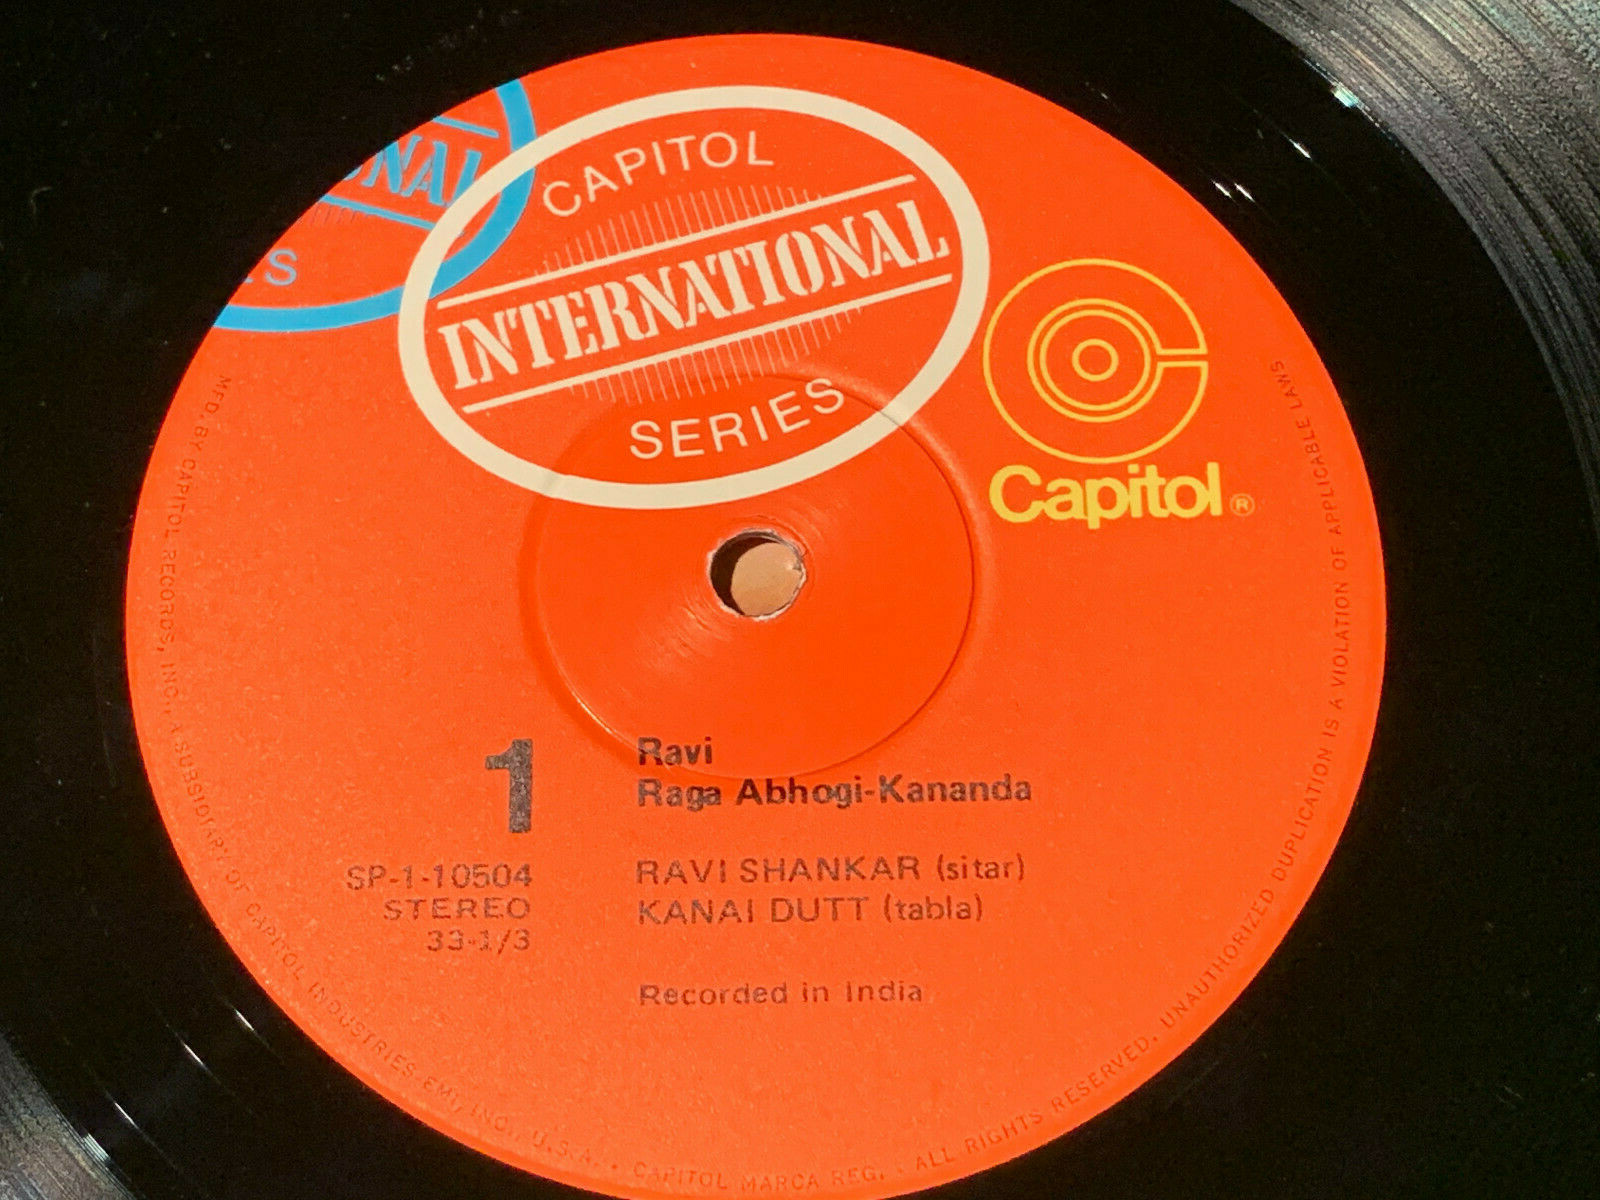 CAPITOL
INTERNATIONAL
SERIES
Capitol®
1
Ravi
Raga Abhogi-Kananda
SP-1-10504
STEREO
33-1/3
RAVI SHANKAR (sitar)
KANAI DUTT (tabla)
Recorded in India
MFD. BY CAPITOL RECORDS, INC., A SUBSIDIARY OF CAPITOL INDUSTRIES-EMI, INC., U.S.A. • CAPITOL MARCA REG. • ALL RIGHTS RESERVED. UNAUTHORIZED DUPLICATION IS A VIOLATION OF APPLICABLE LAWS